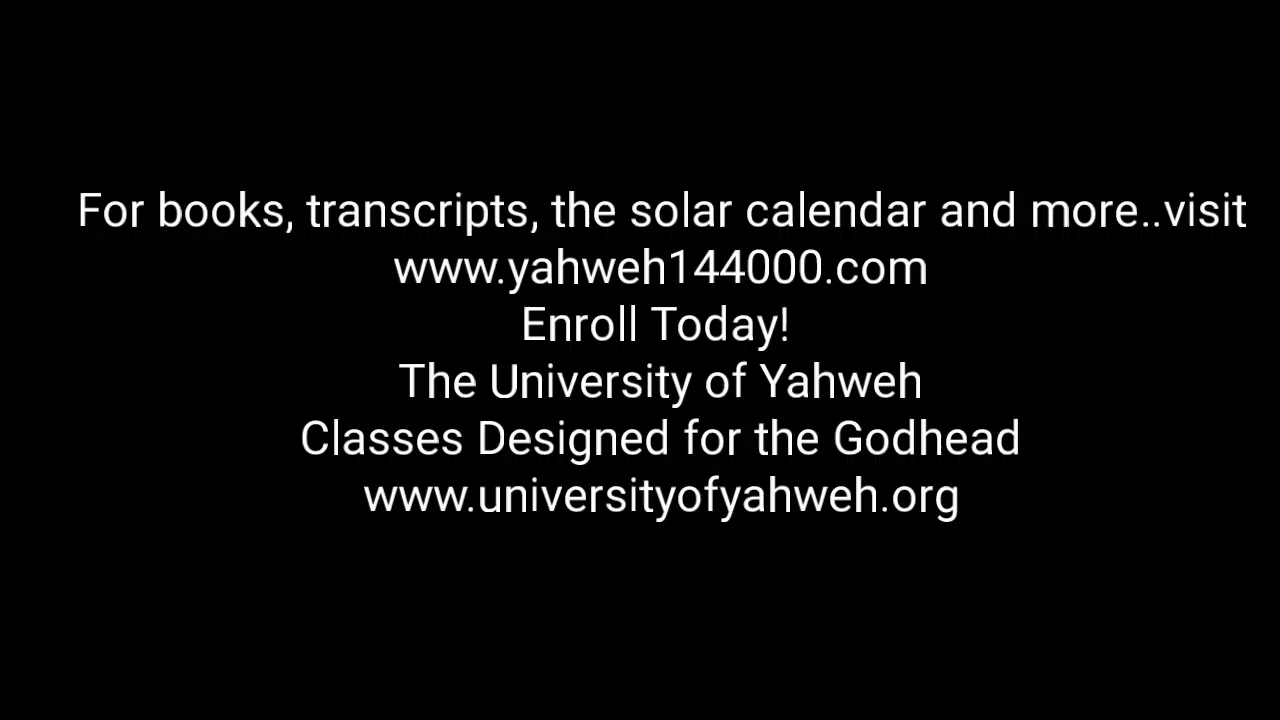 For books, transcripts, the solar calendar and more..visit
www.yahweh144000.com
Enroll Today!
The University of Yahweh
Classes Designed for the Godhead
www.universityofyahweh.org